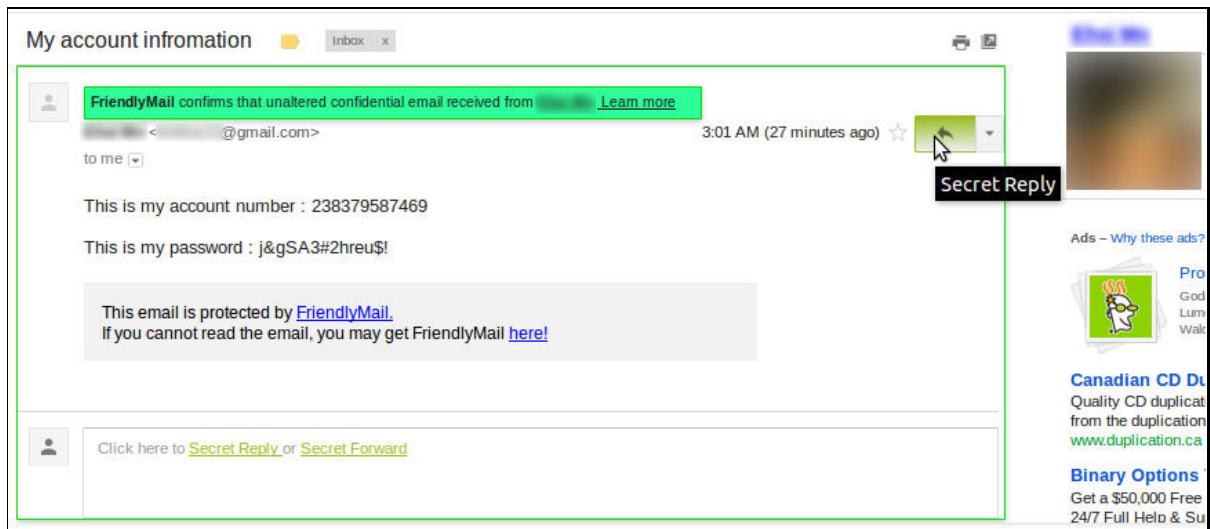 My account infromation
Inbox x
FriendlyMail confirms that unaltered confidential email received from Learn more
< @gmail.com>
3:01 AM (27 minutes ago)
to me
Secret Reply
This is my account number : 238379587469
This is my password : j&gSA3#2hreu$!
This email is protected by FriendlyMail.
If you cannot read the email, you may get FriendlyMail here!
Click here to Secret Reply or Secret Forward
Ads – Why these ads?
Pro
God
Lum
Walc
Canadian CD Du
Quality CD duplicat
from the duplication
www.duplication.ca
Binary Options
Get a $50,000 Free
24/7 Full Help & Su